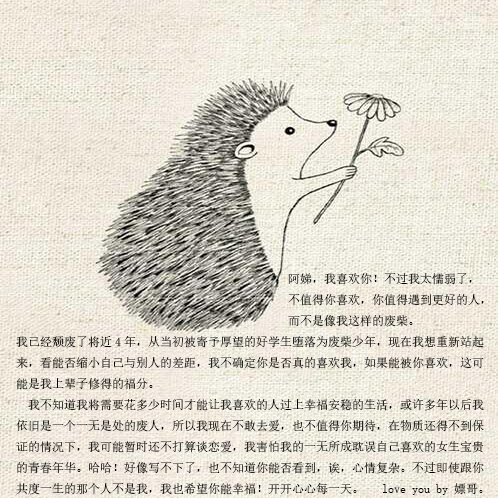 阿娣，我喜欢你！不过我太懦弱了，
不值得你喜欢，你值得遇到更好的人，
而不是像我这样的废柴。
我已经颓废了将近4年，从当初被寄予厚望的好学生堕落为废柴少年，现在我想重新站起
来，看能否缩小自己与别人的差距，我不确定你是否真的喜欢我，如果能被你喜欢，这可
能是我上辈子修得的福分。
我不知道我将需要花多少时间才能让我喜欢的人过上幸福安稳的生活，或许多年以后我
依旧是一个一无是处的废人，所以我现在不敢去爱，也不值得你期待，在物质还得不到保
证的情况下，我可能暂时还不打算谈恋爱，我害怕我的一无所成耽误自己喜欢的女生宝贵
的青春年华。哈哈！好像写不下了，也不知道你能否看到，诶，心情复杂。不过即使跟你
共度一生的那个人不是我，我也希望你能幸福！开开心心每一天。 love you by 嫖哥。